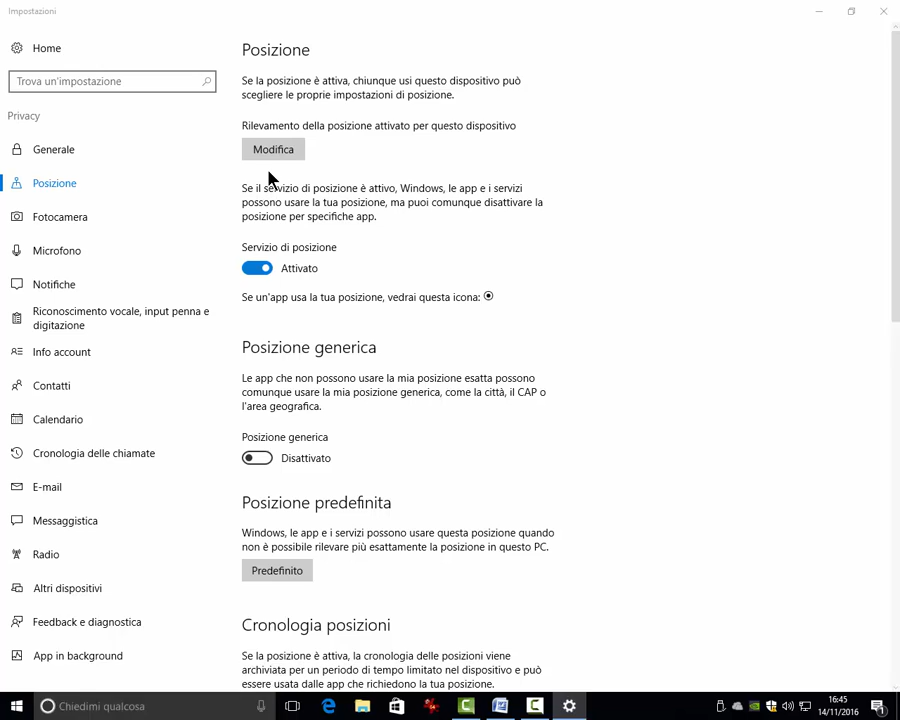 Impostazioni
Home
Trova un'impostazione
Privacy
Generale
Posizione
Fotocamera
Microfono
Notifiche
Riconoscimento vocale, input penna e
digitazione
Info account
Contatti
Calendario
Cronologia delle chiamate
E-mail
Messaggistica
Radio
Altri dispositivi
Feedback e diagnostica
App in background
Posizione
Se la posizione è attiva, chiunque usi questo dispositivo può
scegliere le proprie impostazioni di posizione.
Rilevamento della posizione attivato per questo dispositivo
Modifica
Se il servizio di posizione è attivo, Windows, le app e i servizi
possono usare la tua posizione, ma puoi comunque disattivare la
posizione per specifiche app.
Servizio di posizione
Attivato
Se un'app usa la tua posizione, vedrai questa icona:
Posizione generica
Le app che non possono usare la mia posizione esatta possono
comunque usare la mia posizione generica, come la città, il CAP o
l'area geografica.
Posizione generica
Disattivato
Posizione predefinita
Windows, le app e i servizi possono usare questa posizione quando
non è possibile rilevare più esattamente la posizione in questo PC.
Predefinito
Cronologia posizioni
Se la posizione è attiva, la cronologia delle posizioni viene
archiviata per un periodo di tempo limitato nel dispositivo e può
essere usata dalle app che richiedono la tua posizione.
Chiedimi qualcosa
16:45
14/11/2016
1